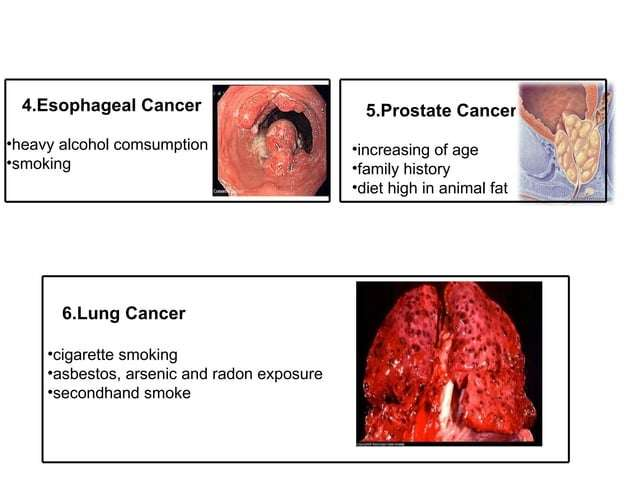 4.Esophageal Cancer
•heavy alcohol comsumption
•smoking
5.Prostate Cancer
•increasing of age
•family history
•diet high in animal fat
6.Lung Cancer
•cigarette smoking
•asbestos, arsenic and radon exposure
•secondhand smoke